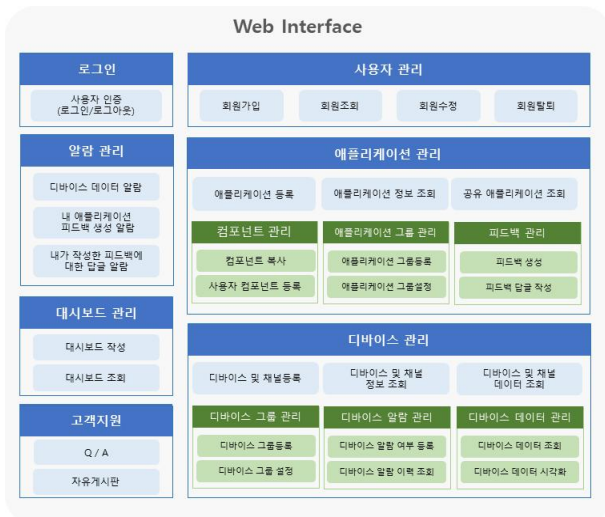 Web Interface
로그인
사용자 인증
(로그인/로그아웃)
사용자 관리
회원가입
회원조회
회원수정
회원탈퇴
알람 관리
디바이스 데이터 알람
내 애플리케이션
피드백 생성 알람
내가 작성한 피드백에
대한 답글 알람
애플리케이션 관리
애플리케이션 등록
애플리케이션 정보 조회
공유 애플리케이션 조회
컴포넌트 관리
컴포넌트 복사
사용자 컴포넌트 등록
애플리케이션 그룹 관리
애플리케이션 그룹등록
애플리케이션 그룹설정
피드백 관리
피드백 생성
피드백 답글 작성
대시보드 관리
대시보드 작성
대시보드 조회
디바이스 관리
디바이스 및 채널등록
디바이스 및 채널
정보 조회
디바이스 및 채널
데이터 조회
디바이스 그룹 관리
디바이스 그룹등록
디바이스 그룹 설정
디바이스 알람 관리
디바이스 알람 여부 등록
디바이스 알람 이력 조회
디바이스 데이터 관리
디바이스 데이터 조회
디바이스 데이터 시각화
고객지원
Q / A
자유게시판